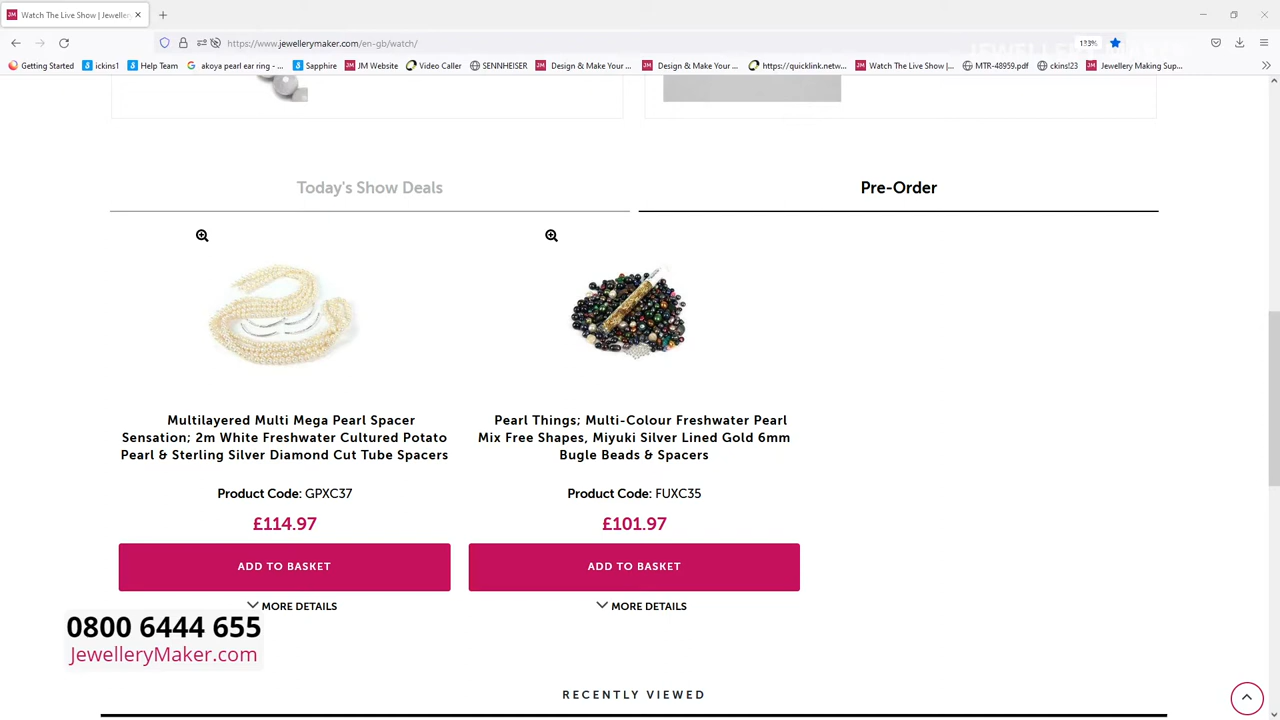 Watch The Live Show | Jeweller
133%
https://www.jewellerymaker.com/en-gb/watch/
Getting Started
ickins1
Help Team
akoya pearl ear ring - ...
Sapphire
JM Website
Video Caller
SENNHEISER
Design & Make Your ...
Design & Make Your ...
https://quicklink.netw...
Watch The Live Show |...
MTR-48959.pdf
ckins!23
Jewellery Making Sup...
Today's Show Deals
Pre-Order
Multilayered Multi Mega Pearl Spacer
Sensation; 2m White Freshwater Cultured Potato
Pearl & Sterling Silver Diamond Cut Tube Spacers
Product Code: GPXC37
£114.97
ADD TO BASKET
MORE DETAILS
Pearl Things; Multi-Colour Freshwater Pearl
Mix Free Shapes, Miyuki Silver Lined Gold 6mm
Bugle Beads & Spacers
Product Code: FUXC35
£101.97
ADD TO BASKET
MORE DETAILS
0800 6444 655
JewelleryMaker.com
RECENTLY VIEWED